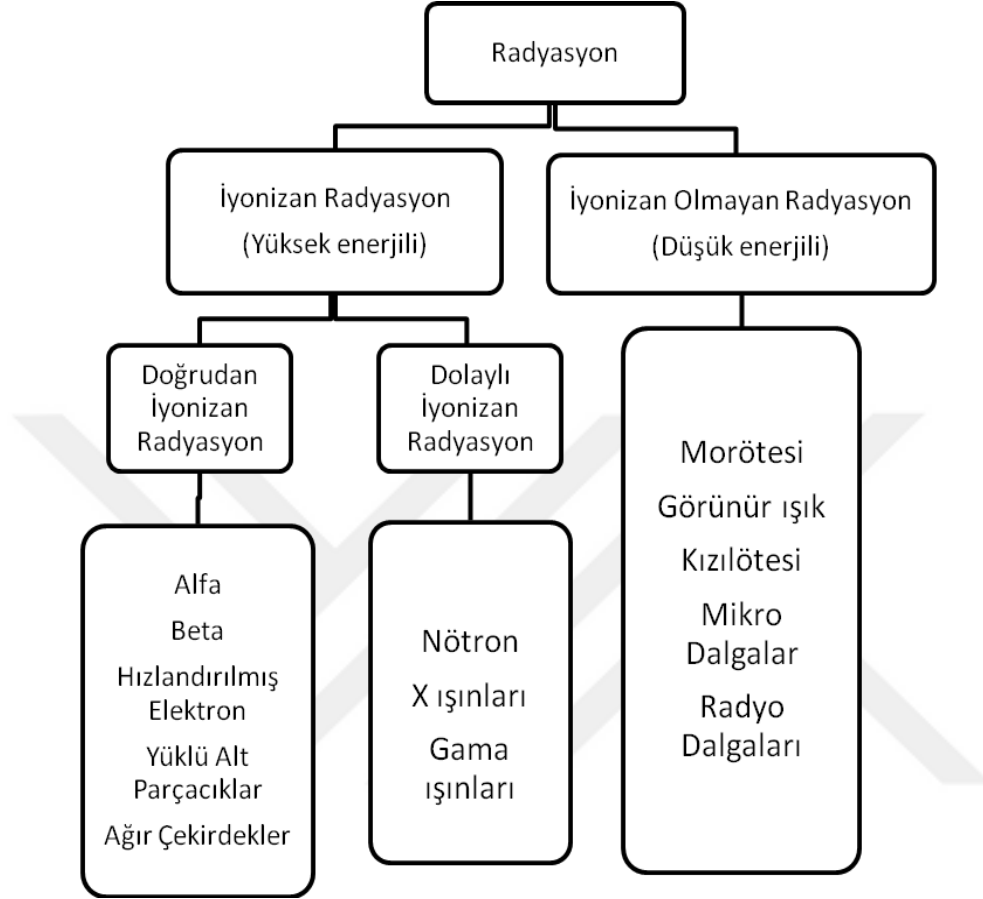 Radyasyon
İyonizan Radyasyon
(Yüksek enerjili)
İyonizan Olmayan Radyasyon
(Düşük enerjili)
Doğrudan
İyonizan
Radyasyon
Dolaylı
İyonizan
Radyasyon
Alfa
Beta
Hızlandırılmış
Elektron
Yüklü Alt
Parçacıklar
Ağır Çekirdekler
Nötron
X ışınları
Gama
ışınları
Morötesi
Görünür ışık
Kızılötesi
Mikro
Dalgalar
Radyo
Dalgaları